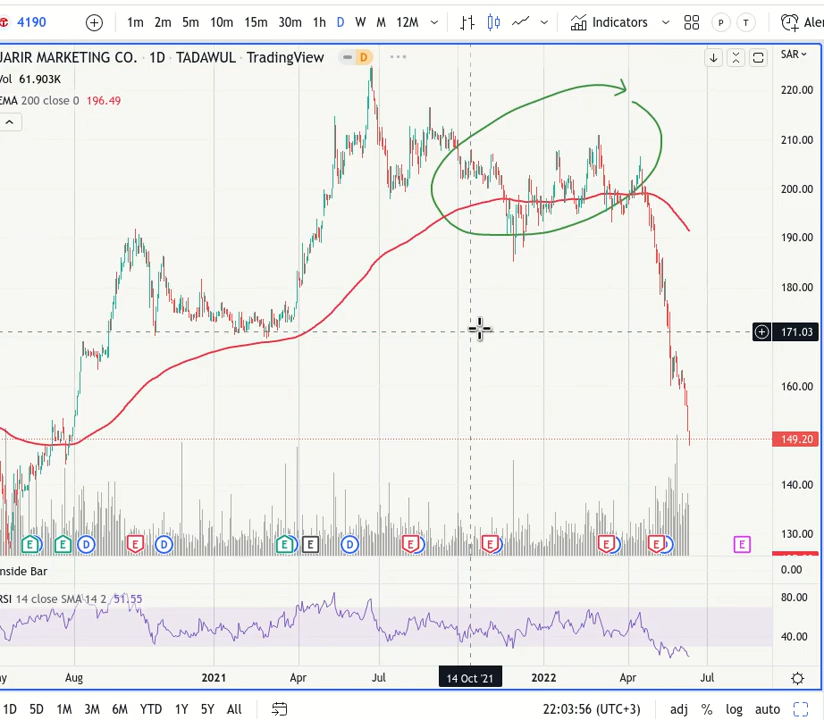 4190 1m 2m 5m 10m 15m 30m 1h D W M 12M Indicators P T Aler
JARIR MARKETING CO. · 1D · TADAWUL · TradingView D SAR
Vol 61.903K
EMA 200 close 0 196.49
220.00
210.00
200.00
190.00
180.00
171.03
160.00
149.20
140.00
130.00
E E D E D E E D E E E E E
nside Bar 0.00
RSI 14 close SMA 14 2 51.55 80.00
40.00
Aug 2021 Apr Jul 14 Oct '21 2022 Apr Jul
1D 5D 1M 3M 6M YTD 1Y 5Y All 22:03:56 (UTC+3) adj % log auto